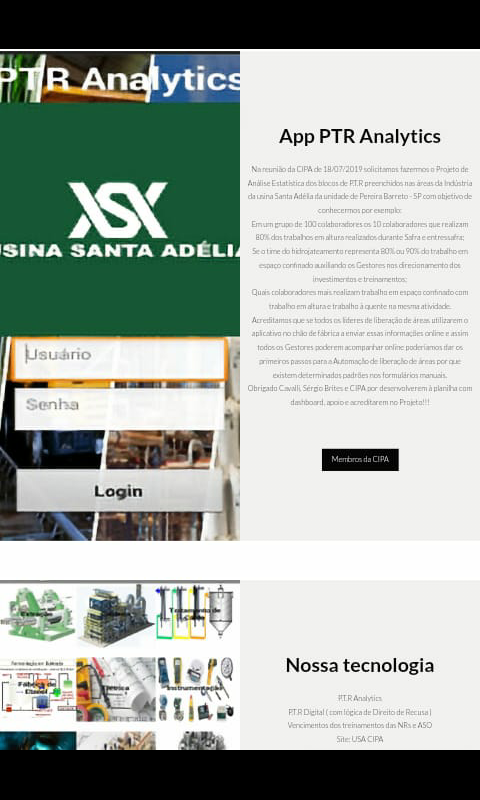 PTR Analytics
USINA SANTA ADÉLIA
Usuário
Senha
Login
App PTR Analytics
Na reunião da CIPA de 18/07/2019 solicitamos fazermos o Projeto de
Análise Estatística dos blocos de P.T.R preenchidos nas áreas da Indústria
da usina Santa Adélia da unidade de Pereira Barreto - SP com objetivo de
conhecermos por exemplo:
Em um grupo de 100 colaboradores os 10 colaboradores que realizam
80% dos trabalhos em alturas realizados durante Safra e entressafra;
Se o time do hidrojateamento representa 80% ou 90% do trabalho em
espaço confinado auxiliando os Gestores nos direcionamento dos
investimentos e treinamentos;
Quais colaboradores mais realizam trabalho em espaço confinado com
trabalho em altura e trabalho à quente na mesma atividade.
Acreditamos que se todos os líderes de liberação de áreas utilizarem o
aplicativo no chão de fábrica a enviar essas informações online e assim
todos os Gestores poderem acompanhar online poderíamos dar os
primeiros passos para a Automação de liberação de áreas por que
existem determinados padrões nos formulários manuais.
Obrigado Cavalli, Sérgio Brites e CIPA por desenvolverem à planilha com
dashboard, apoio e acreditarem no Projeto!!!
Membros da CIPA
Extração
Caldeira
Tratamento de
Caldo
Fábrica de
Etanol
Elétrica
Instrumentação
Nossa tecnologia
P.T.R Analytics
P.T.R Digital ( com lógica de Direito de Recusa )
Vencimentos dos treinamentos das NRs e ASO
Site: USA CIPA